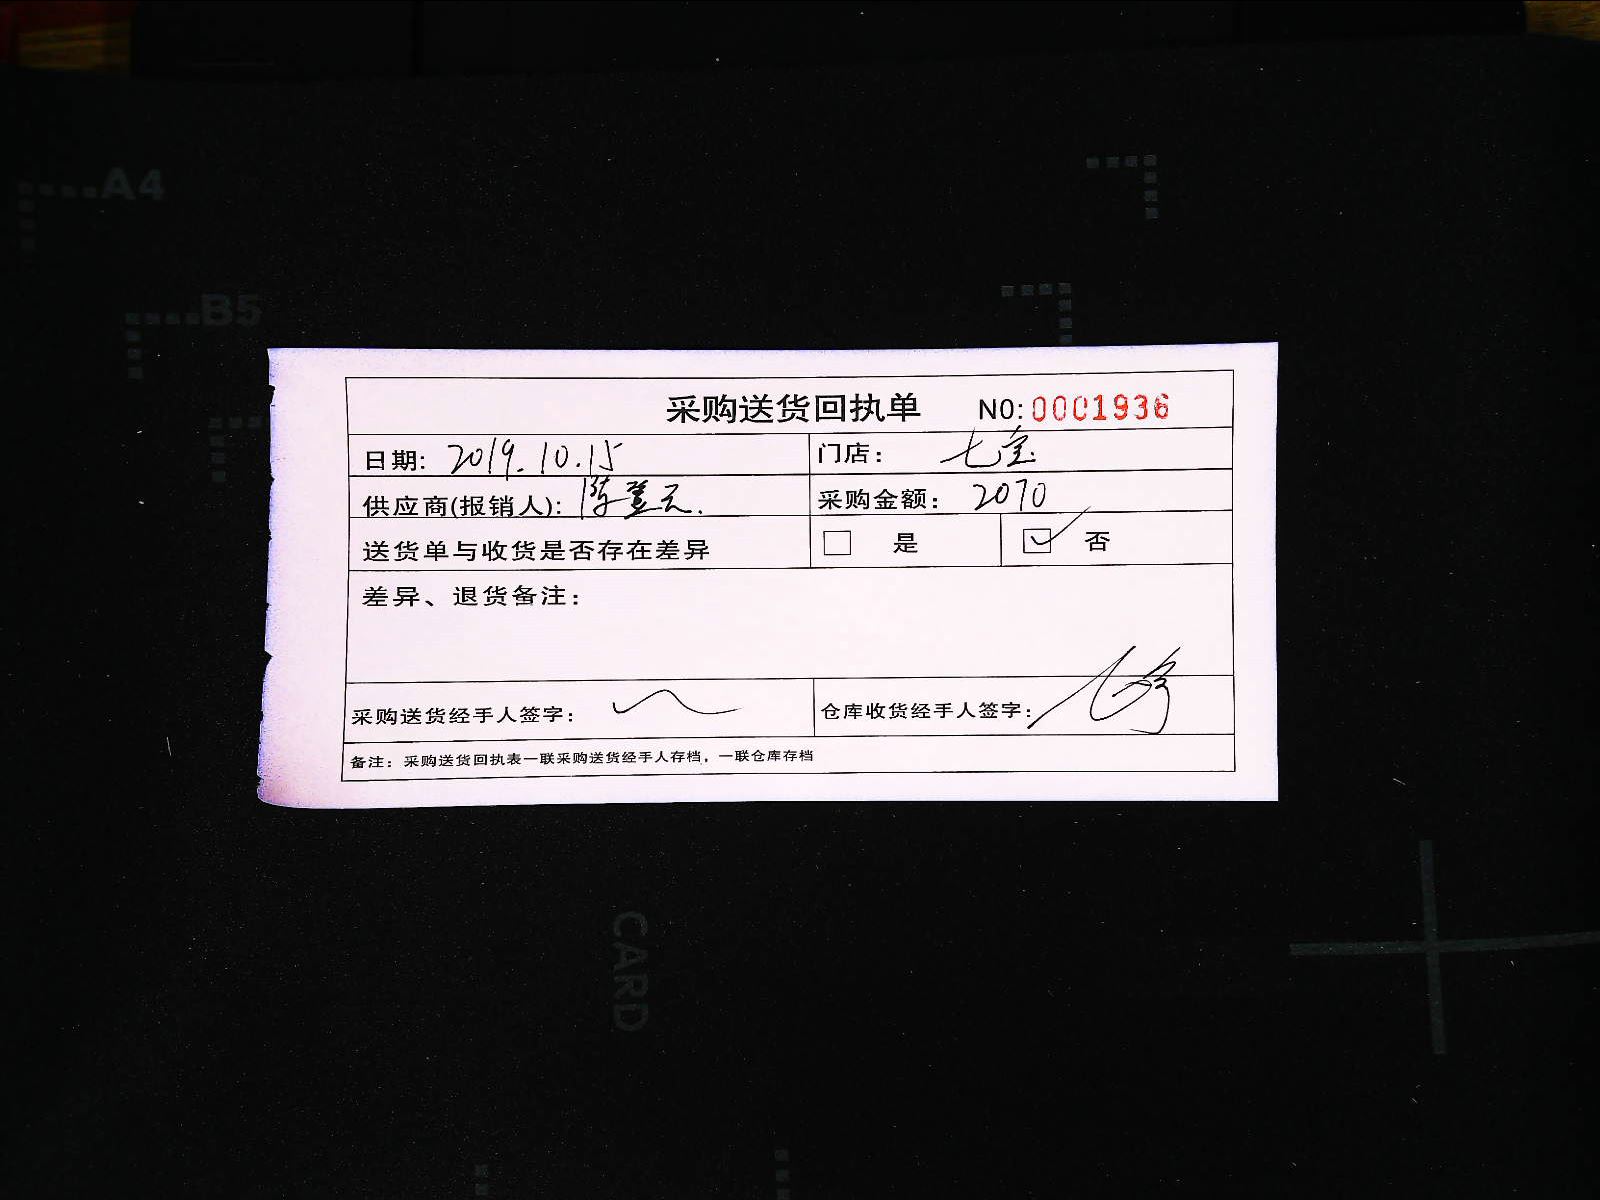 A4
B5
采购送货回执单 NO:0001936
日期: 2019.10.15 门店: 七宝
供应商(报销人): 陈登元. 采购金额: 2070
送货单与收货是否存在差异 是 否
差异、退货备注:
采购送货经手人签字: 仓库收货经手人签字:
备注: 采购送货回执表一联采购送货经手人存档，一联仓库存档
CARD